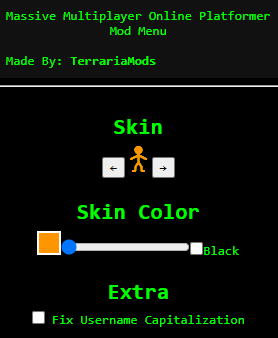 Massive Multiplayer Online Platformer
Mod Menu
Made By: TerrariaMods
Skin
← →
Skin Color
Black
Extra
Fix Username Capitalization